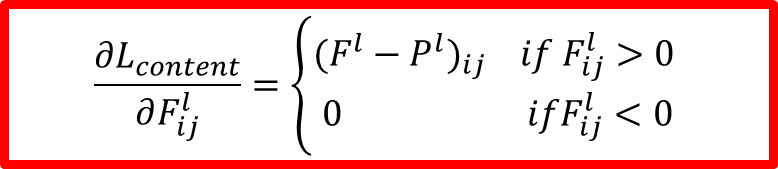 ∂L_content / ∂F^l_ij = { (F^l − P^l)_ij if F^l_ij > 0
0 ifF^l_ij < 0